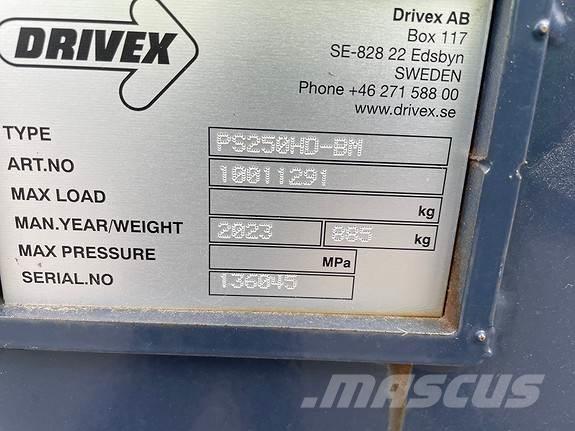 DRIVEX
Drivex AB
Box 117
SE-828 22 Edsbyn
SWEDEN
Phone +46 271 588 00
www.drivex.se
TYPE PS250HD-BM
ART.NO 10011291
MAX LOAD kg
MAN.YEAR/WEIGHT 2023 885 kg
MAX PRESSURE MPa
SERIAL.NO 136045
MASCUS